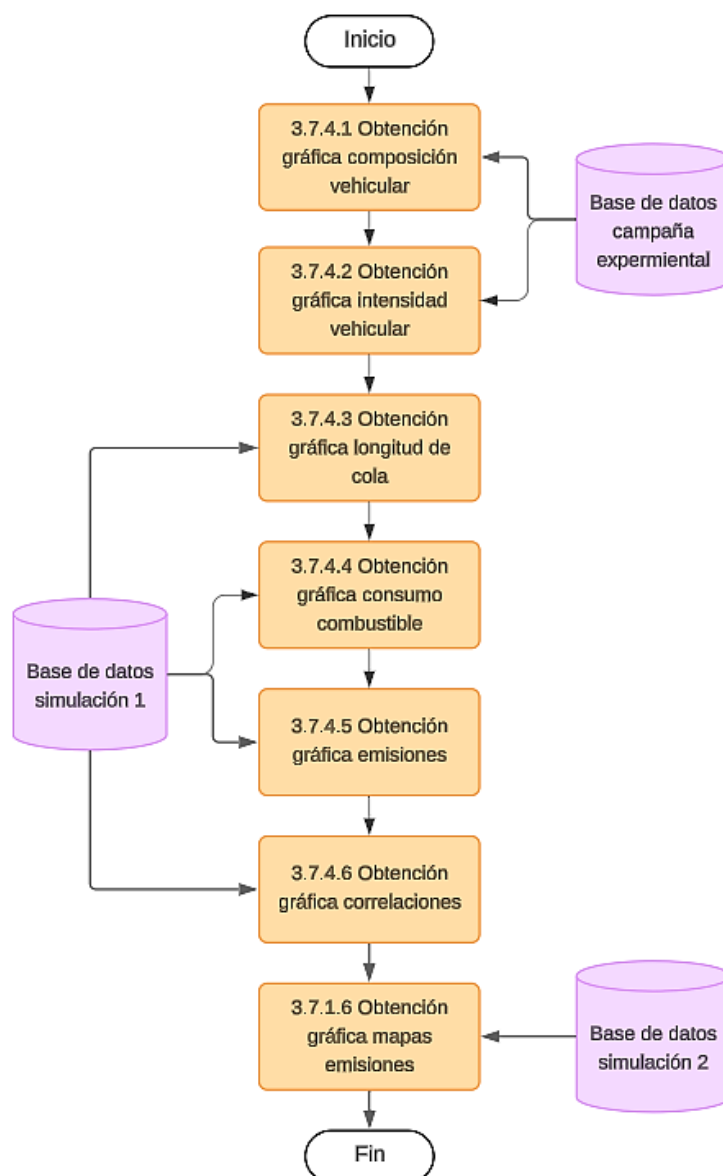 Inicio
3.7.4.1 Obtención
gráfica composición
vehicular
Base de datos
campaña
expermiental
3.7.4.2 Obtención
gráfica intensidad
vehicular
3.7.4.3 Obtención
gráfica longitud de
cola
3.7.4.4 Obtención
gráfica consumo
combustible
Base de datos
simulación 1
3.7.4.5 Obtención
gráfica emisiones
3.7.4.6 Obtención
gráfica correlaciones
3.7.1.6 Obtención
gráfica mapas
emisiones
Base de datos
simulación 2
Fin